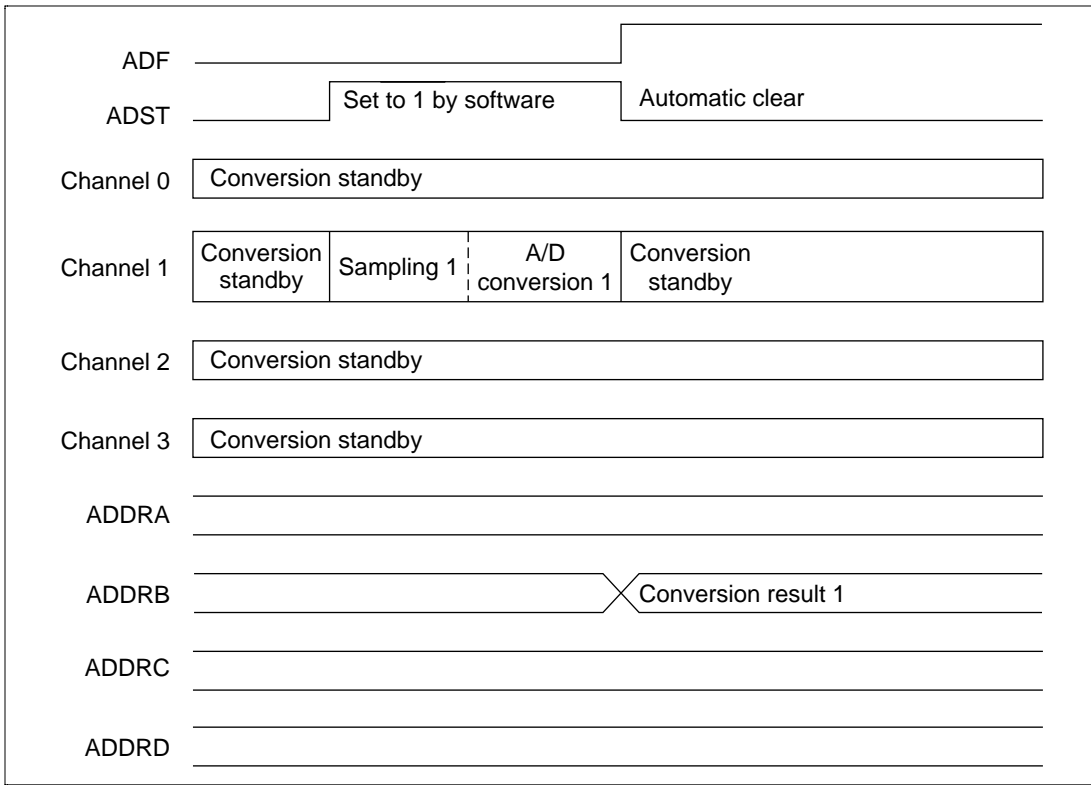 ADF
ADST
Set to 1 by software
Automatic clear
Channel 0
Conversion standby
Channel 1
Conversion
standby
Sampling 1
A/D
conversion 1
Conversion
standby
Channel 2
Conversion standby
Channel 3
Conversion standby
ADDRA
ADDRB
Conversion result 1
ADDRC
ADDRD